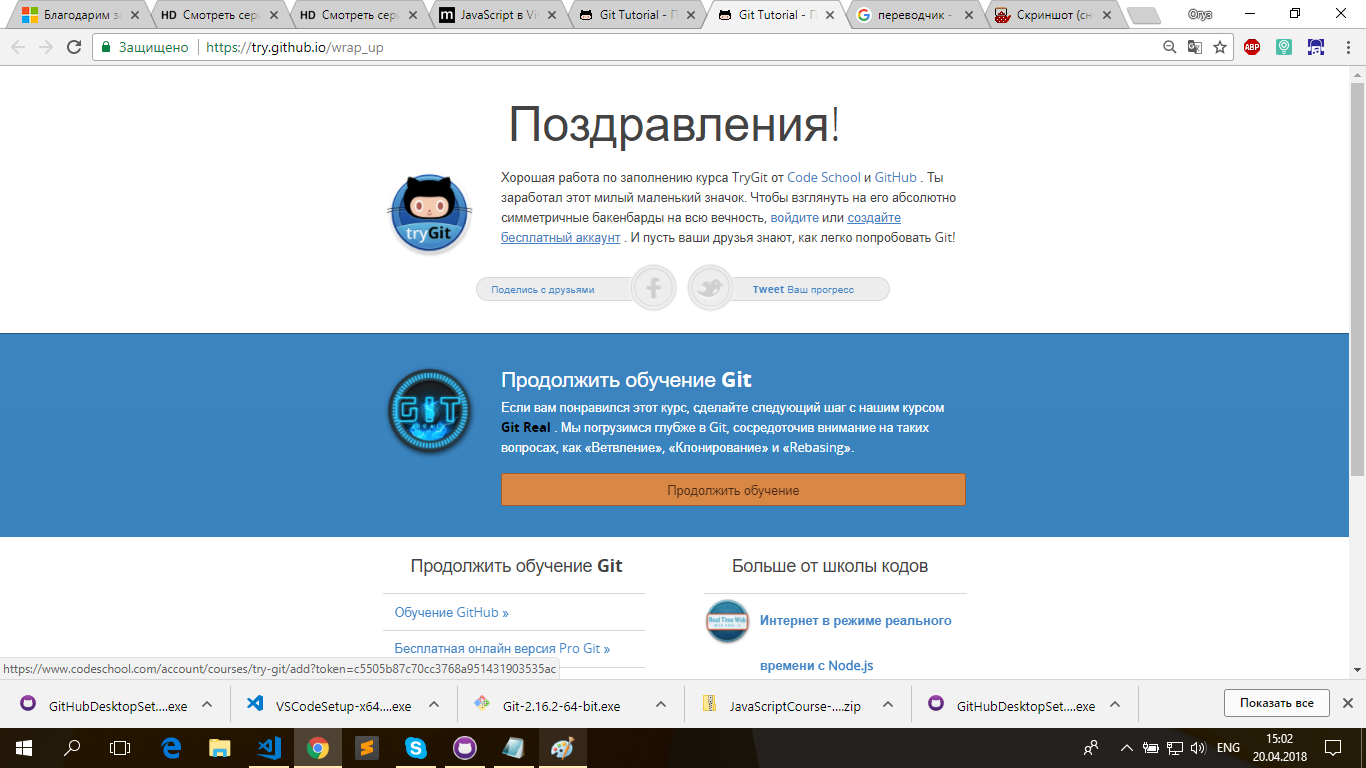 Благодарим за
HD Смотреть сери
HD Смотреть сери
m JavaScript в Vi
Git Tutorial - П
Git Tutorial - П
переводчик -
Скриншот (сн
Orya
Защищено https://try.github.io/wrap_up
ABP
Поздравления!
Хорошая работа по заполнению курса TryGit от Code School и GitHub . Ты
заработал этот милый маленький значок. Чтобы взглянуть на его абсолютно
симметричные бакенбарды на всю вечность, войдите или создайте
бесплатный аккаунт . И пусть ваши друзья знают, как легко попробовать Git!
tryGit
Поделись с друзьями
Tweet Ваш прогресс
GIT
REAL
Продолжить обучение Git
Если вам понравился этот курс, сделайте следующий шаг с нашим курсом
Git Real . Мы погрузимся глубже в Git, сосредоточив внимание на таких
вопросах, как «Ветвление», «Клонирование» и «Rebasing».
Продолжить обучение
Продолжить обучение Git
Обучение GitHub »
Бесплатная онлайн версия Pro Git »
Больше от школы кодов
Real Time Web
WITH NODE.JS
Интернет в режиме реального
времени с Node.js
https://www.codeschool.com/account/courses/try-git/add?token=c5505b87c70cc3768a951431903535ac
GitHubDesktopSet....exe
VSCodeSetup-x64....exe
Git-2.16.2-64-bit.exe
JavaScriptCourse-....zip
GitHubDesktopSet....exe
Показать все
ENG
15:02
20.04.2018